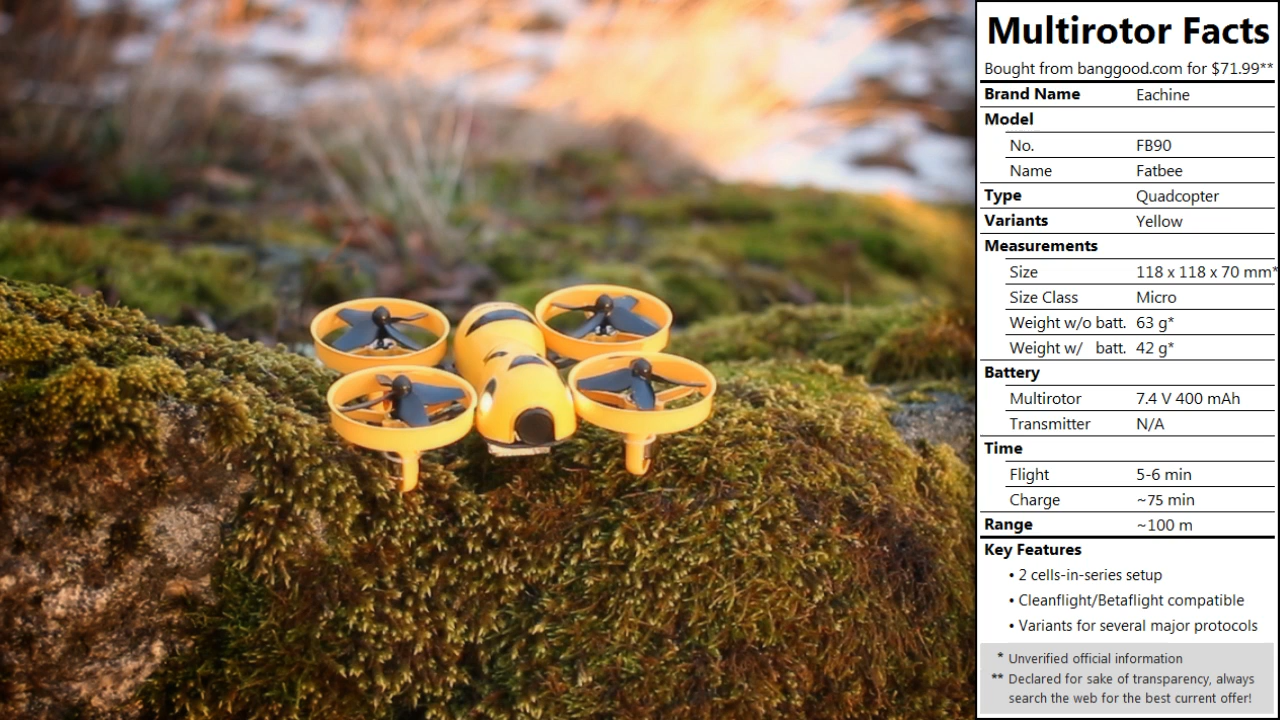 Multirotor Facts
Bought from banggood.com for $71.99**
Brand Name Eachine
Model
No. FB90
Name Fatbee
Type Quadcopter
Variants Yellow
Measurements
Size 118 x 118 x 70 mm*
Size Class Micro
Weight w/o batt. 63 g*
Weight w/ batt. 42 g*
Battery
Multirotor 7.4 V 400 mAh
Transmitter N/A
Time
Flight 5-6 min
Charge ~75 min
Range ~100 m
Key Features
• 2 cells-in-series setup
• Cleanflight/Betaflight compatible
• Variants for several major protocols
* Unverified official information
** Declared for sake of transparency, always
search the web for the best current offer!